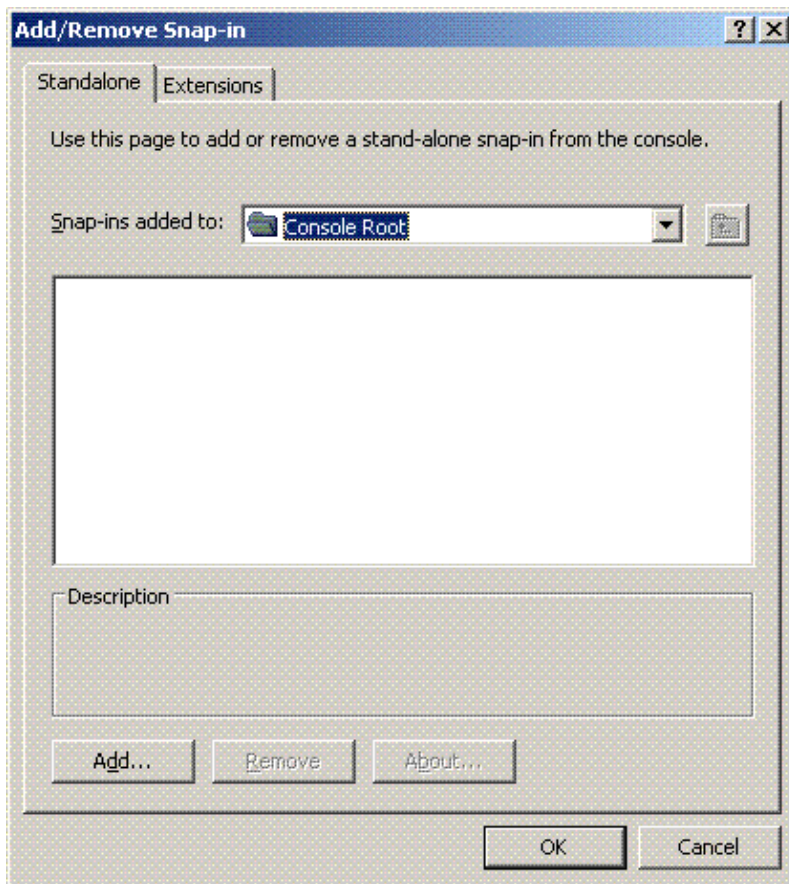 Add/Remove Snap-in
Standalone
Extensions
Use this page to add or remove a stand-alone snap-in from the console.
Snap-ins added to:
Console Root
Description
Add...
Remove
About...
OK
Cancel